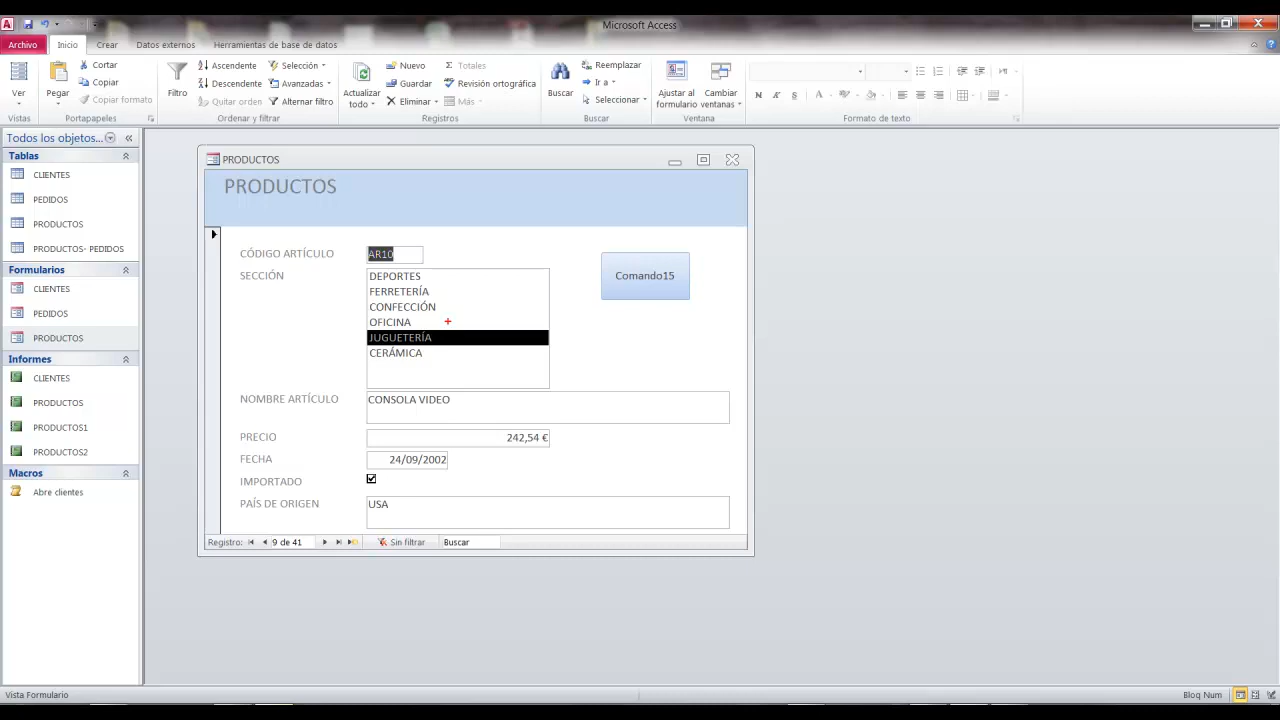 Microsoft Access
Archivo Inicio Crear Datos externos Herramientas de base de datos
Ver
Vistas
Pegar
Cortar
Copiar
Copiar formato
Portapapeles
Filtro
Ascendente
Descendente
Quitar orden
Selección
Avanzadas
Alternar filtro
Ordenar y filtrar
Actualizar todo
Nuevo
Guardar
Eliminar
Totales
Revisión ortográfica
Más
Registros
Buscar
Reemplazar
Ir a
Seleccionar
Buscar
Ajustar al formulario
Cambiar ventanas
Ventana
N K S
Formato de texto
Todos los objetos...
Tablas
CLIENTES
PEDIDOS
PRODUCTOS
PRODUCTOS- PEDIDOS
Formularios
CLIENTES
PEDIDOS
PRODUCTOS
Informes
CLIENTES
PRODUCTOS
PRODUCTOS1
PRODUCTOS2
Macros
Abre clientes
PRODUCTOS
PRODUCTOS
CÓDIGO ARTÍCULO AR10
SECCIÓN
DEPORTES
FERRETERÍA
CONFECCIÓN
OFICINA
JUGUETERÍA
CERÁMICA
Comando15
NOMBRE ARTÍCULO CONSOLA VIDEO
PRECIO 242,54 €
FECHA 24/09/2002
IMPORTADO
PAÍS DE ORIGEN USA
Registro: 9 de 41 Sin filtrar Buscar
Vista Formulario Bloq Num